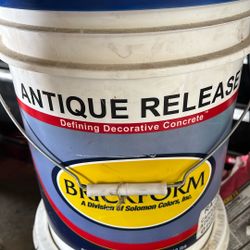 ANTIQUE RELEASE
Defining Decorative Concrete
BRICKFORM
A Division of Solomon Colors, Inc.